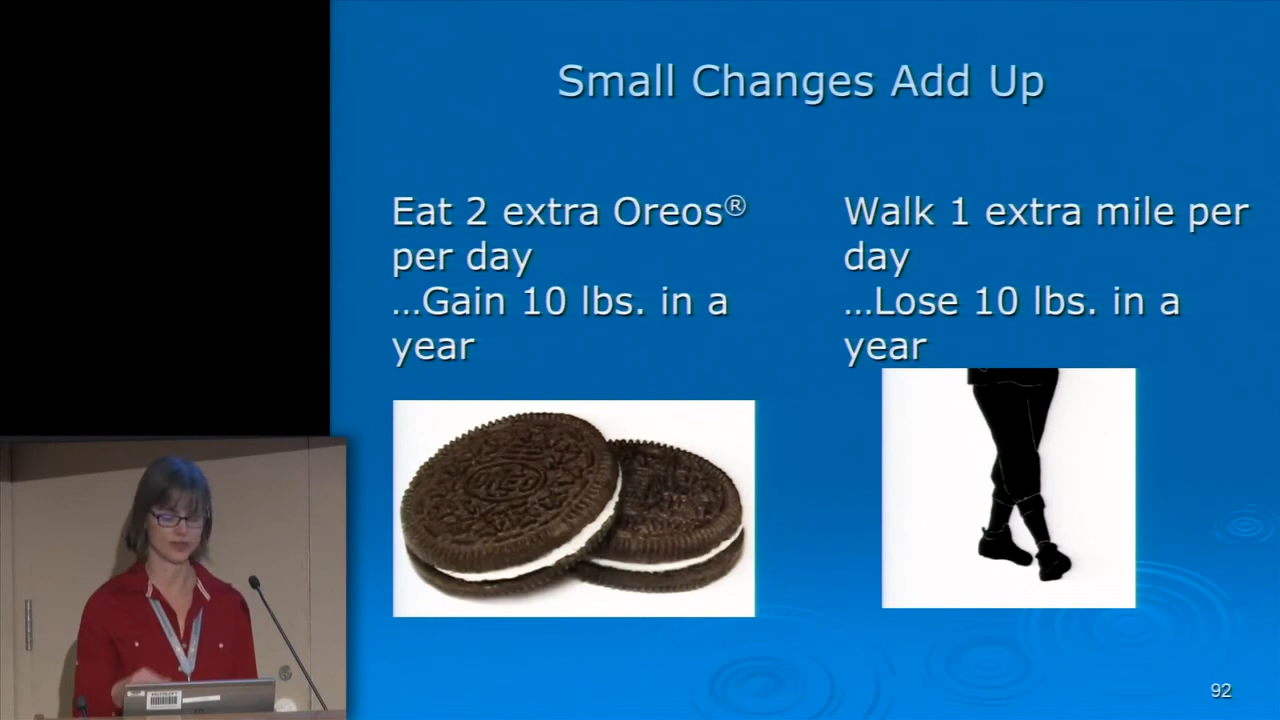 Small Changes Add Up
Eat 2 extra Oreos®
per day
…Gain 10 lbs. in a
year
Walk 1 extra mile per
day
…Lose 10 lbs. in a
year
OREO
92